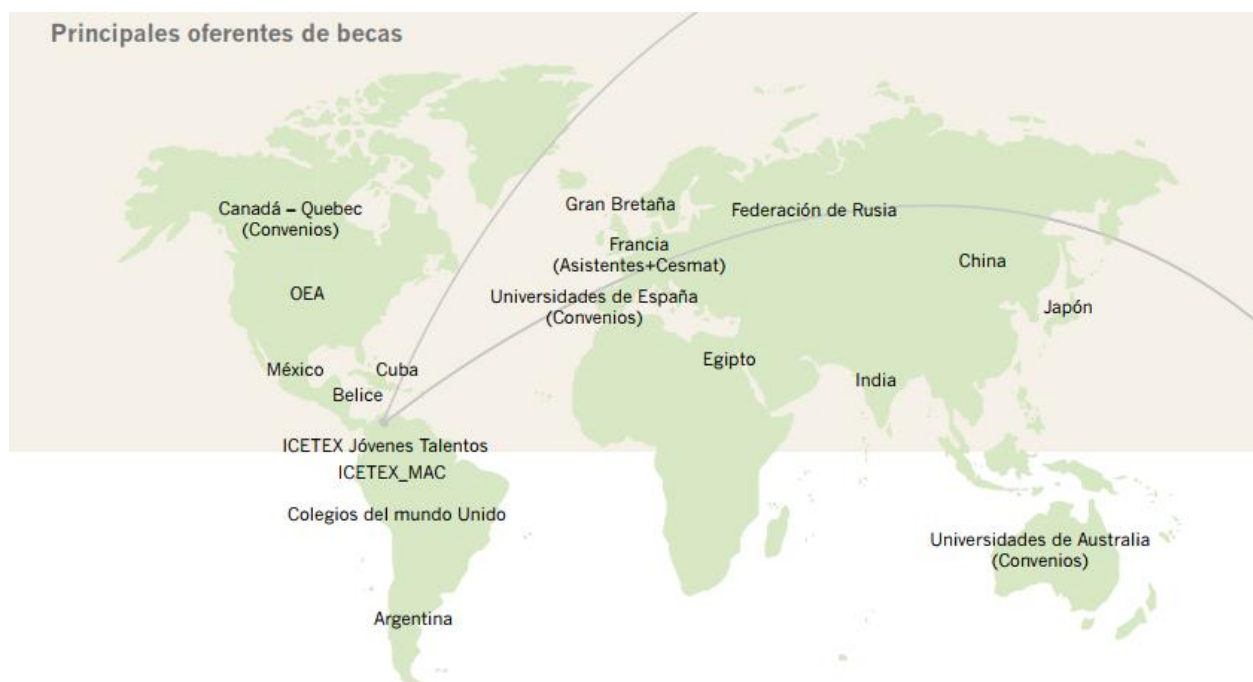 Principales oferentes de becas
Canadá – Quebec
(Convenios)
Gran Bretaña
Federación de Rusia
Francia
(Asistentes+Cesmat)
China
OEA
Universidades de España
(Convenios)
Japón
México
Cuba
Egipto
India
Belice
ICETEX Jóvenes Talentos
ICETEX_MAC
Colegios del mundo Unido
Universidades de Australia
(Convenios)
Argentina